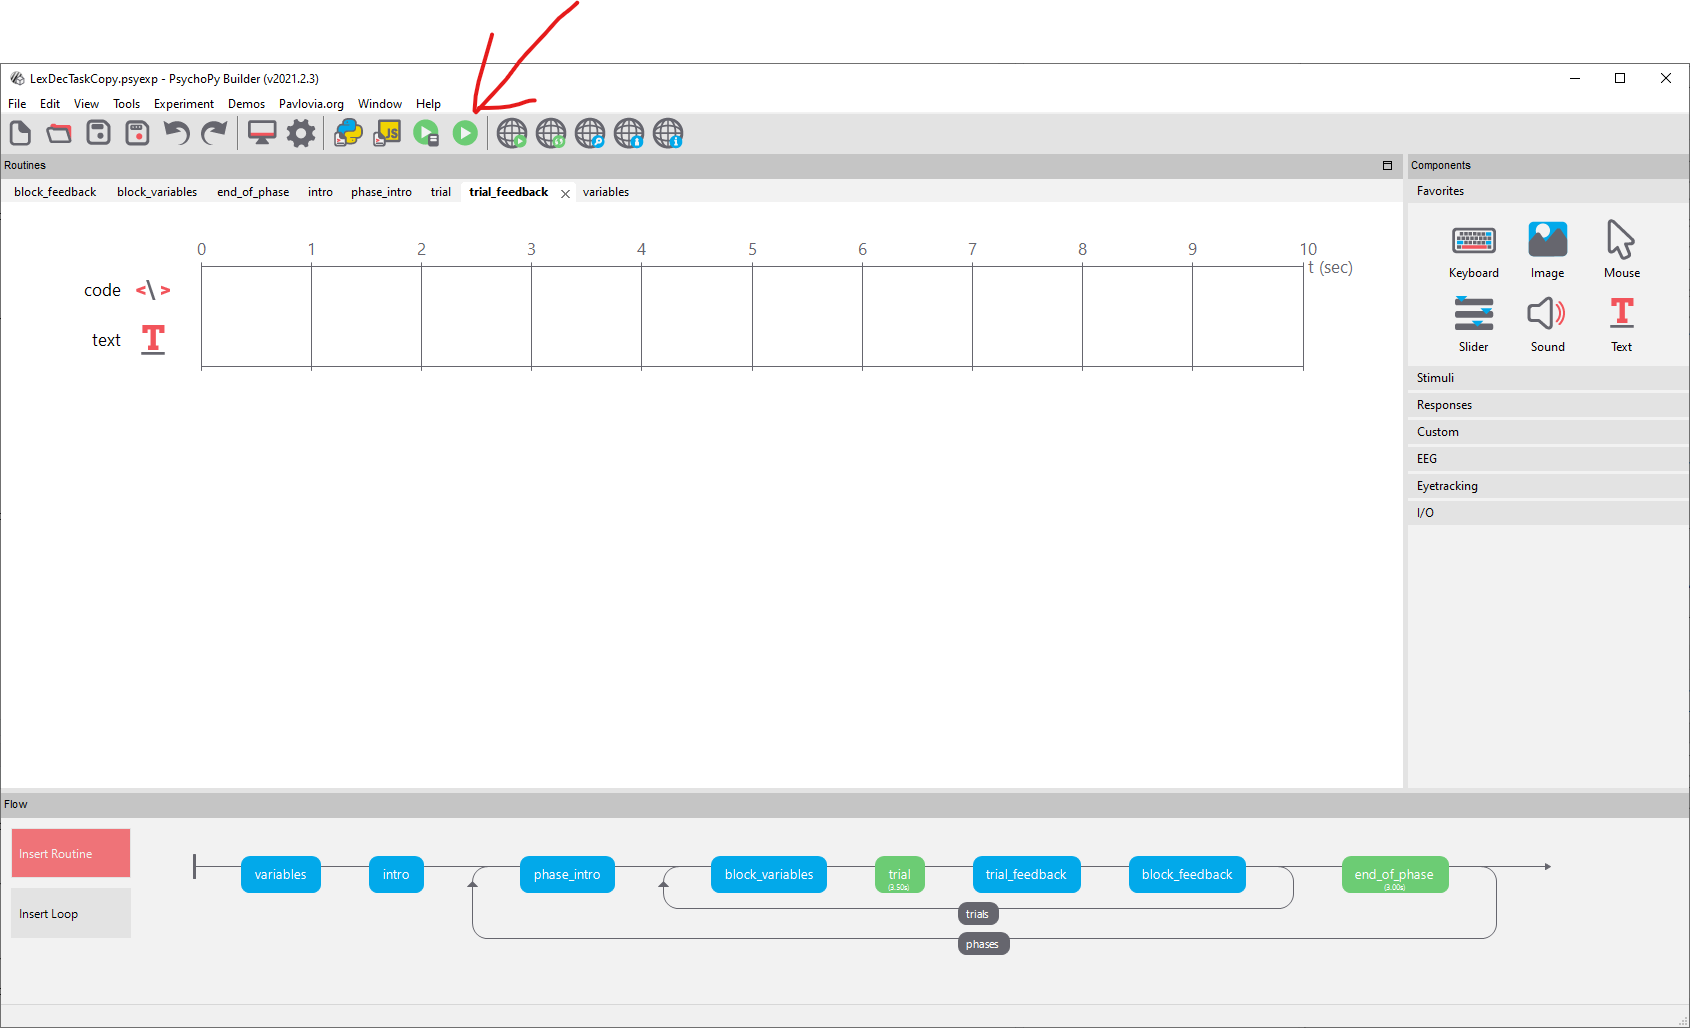 LexDecTaskCopy.psyexp - PsychoPy Builder (v2021.2.3)
File Edit View Tools Experiment Demos Pavlovia.org Window Help
JS
Routines
block_feedback block_variables end_of_phase intro phase_intro trial trial_feedback variables
0 1 2 3 4 5 6 7 8 9 10
t (sec)
code
text
Components
Favorites
Keyboard Image Mouse
Slider Sound Text
Stimuli
Responses
Custom
EEG
Eyetracking
I/O
Flow
Insert Routine
Insert Loop
variables intro phase_intro block_variables trial trial_feedback block_feedback end_of_phase
(3.50s) (3.00s)
trials
phases